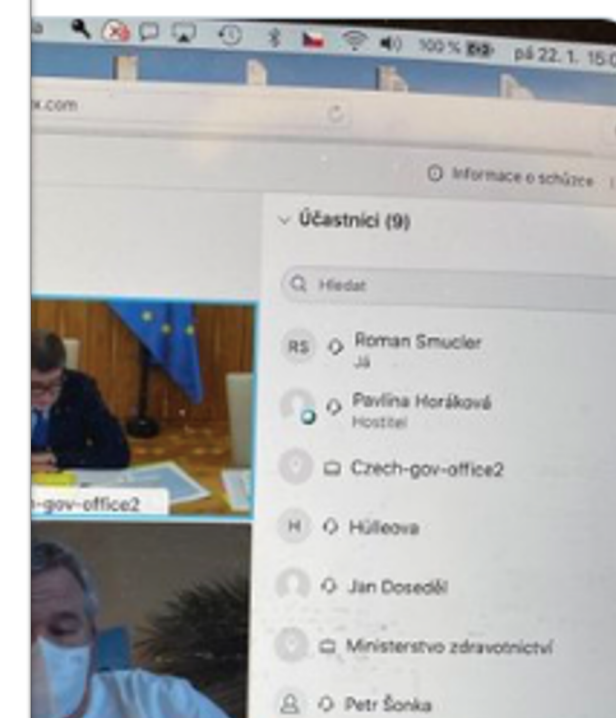 100 % pá 22. 1. 15:0
x.com
Informace o schůzce
Účastníci (9)
Hledat
RS Roman Smucler
Já
Pavlína Horáková
Hostitel
Czech-gov-office2
-gov-office2
H Hülleova
Jan Doseděl
Ministerstvo zdravotnictví
Petr Šonka